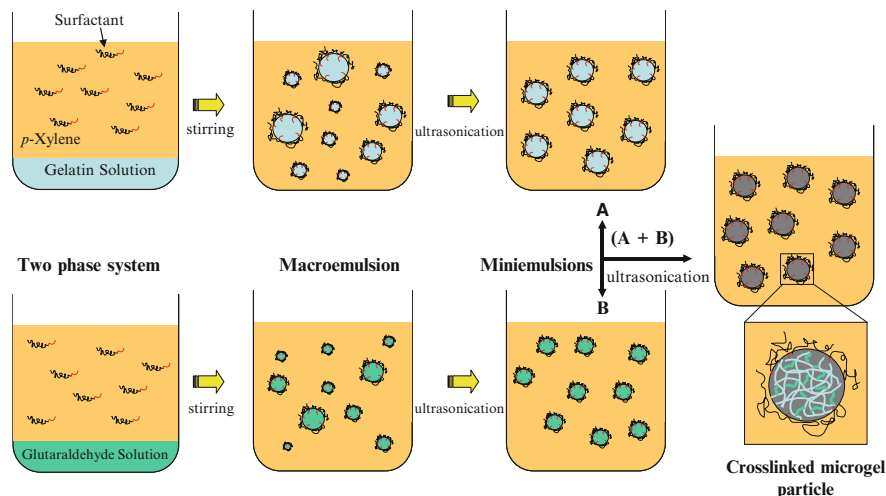 Surfactant
p-Xylene
Gelatin Solution
stirring
ultrasonication
A
(A + B)
ultrasonication
B
Two phase system
Macroemulsion
Miniemulsions
stirring
ultrasonication
Glutaraldehyde Solution
Crosslinked microgel
particle